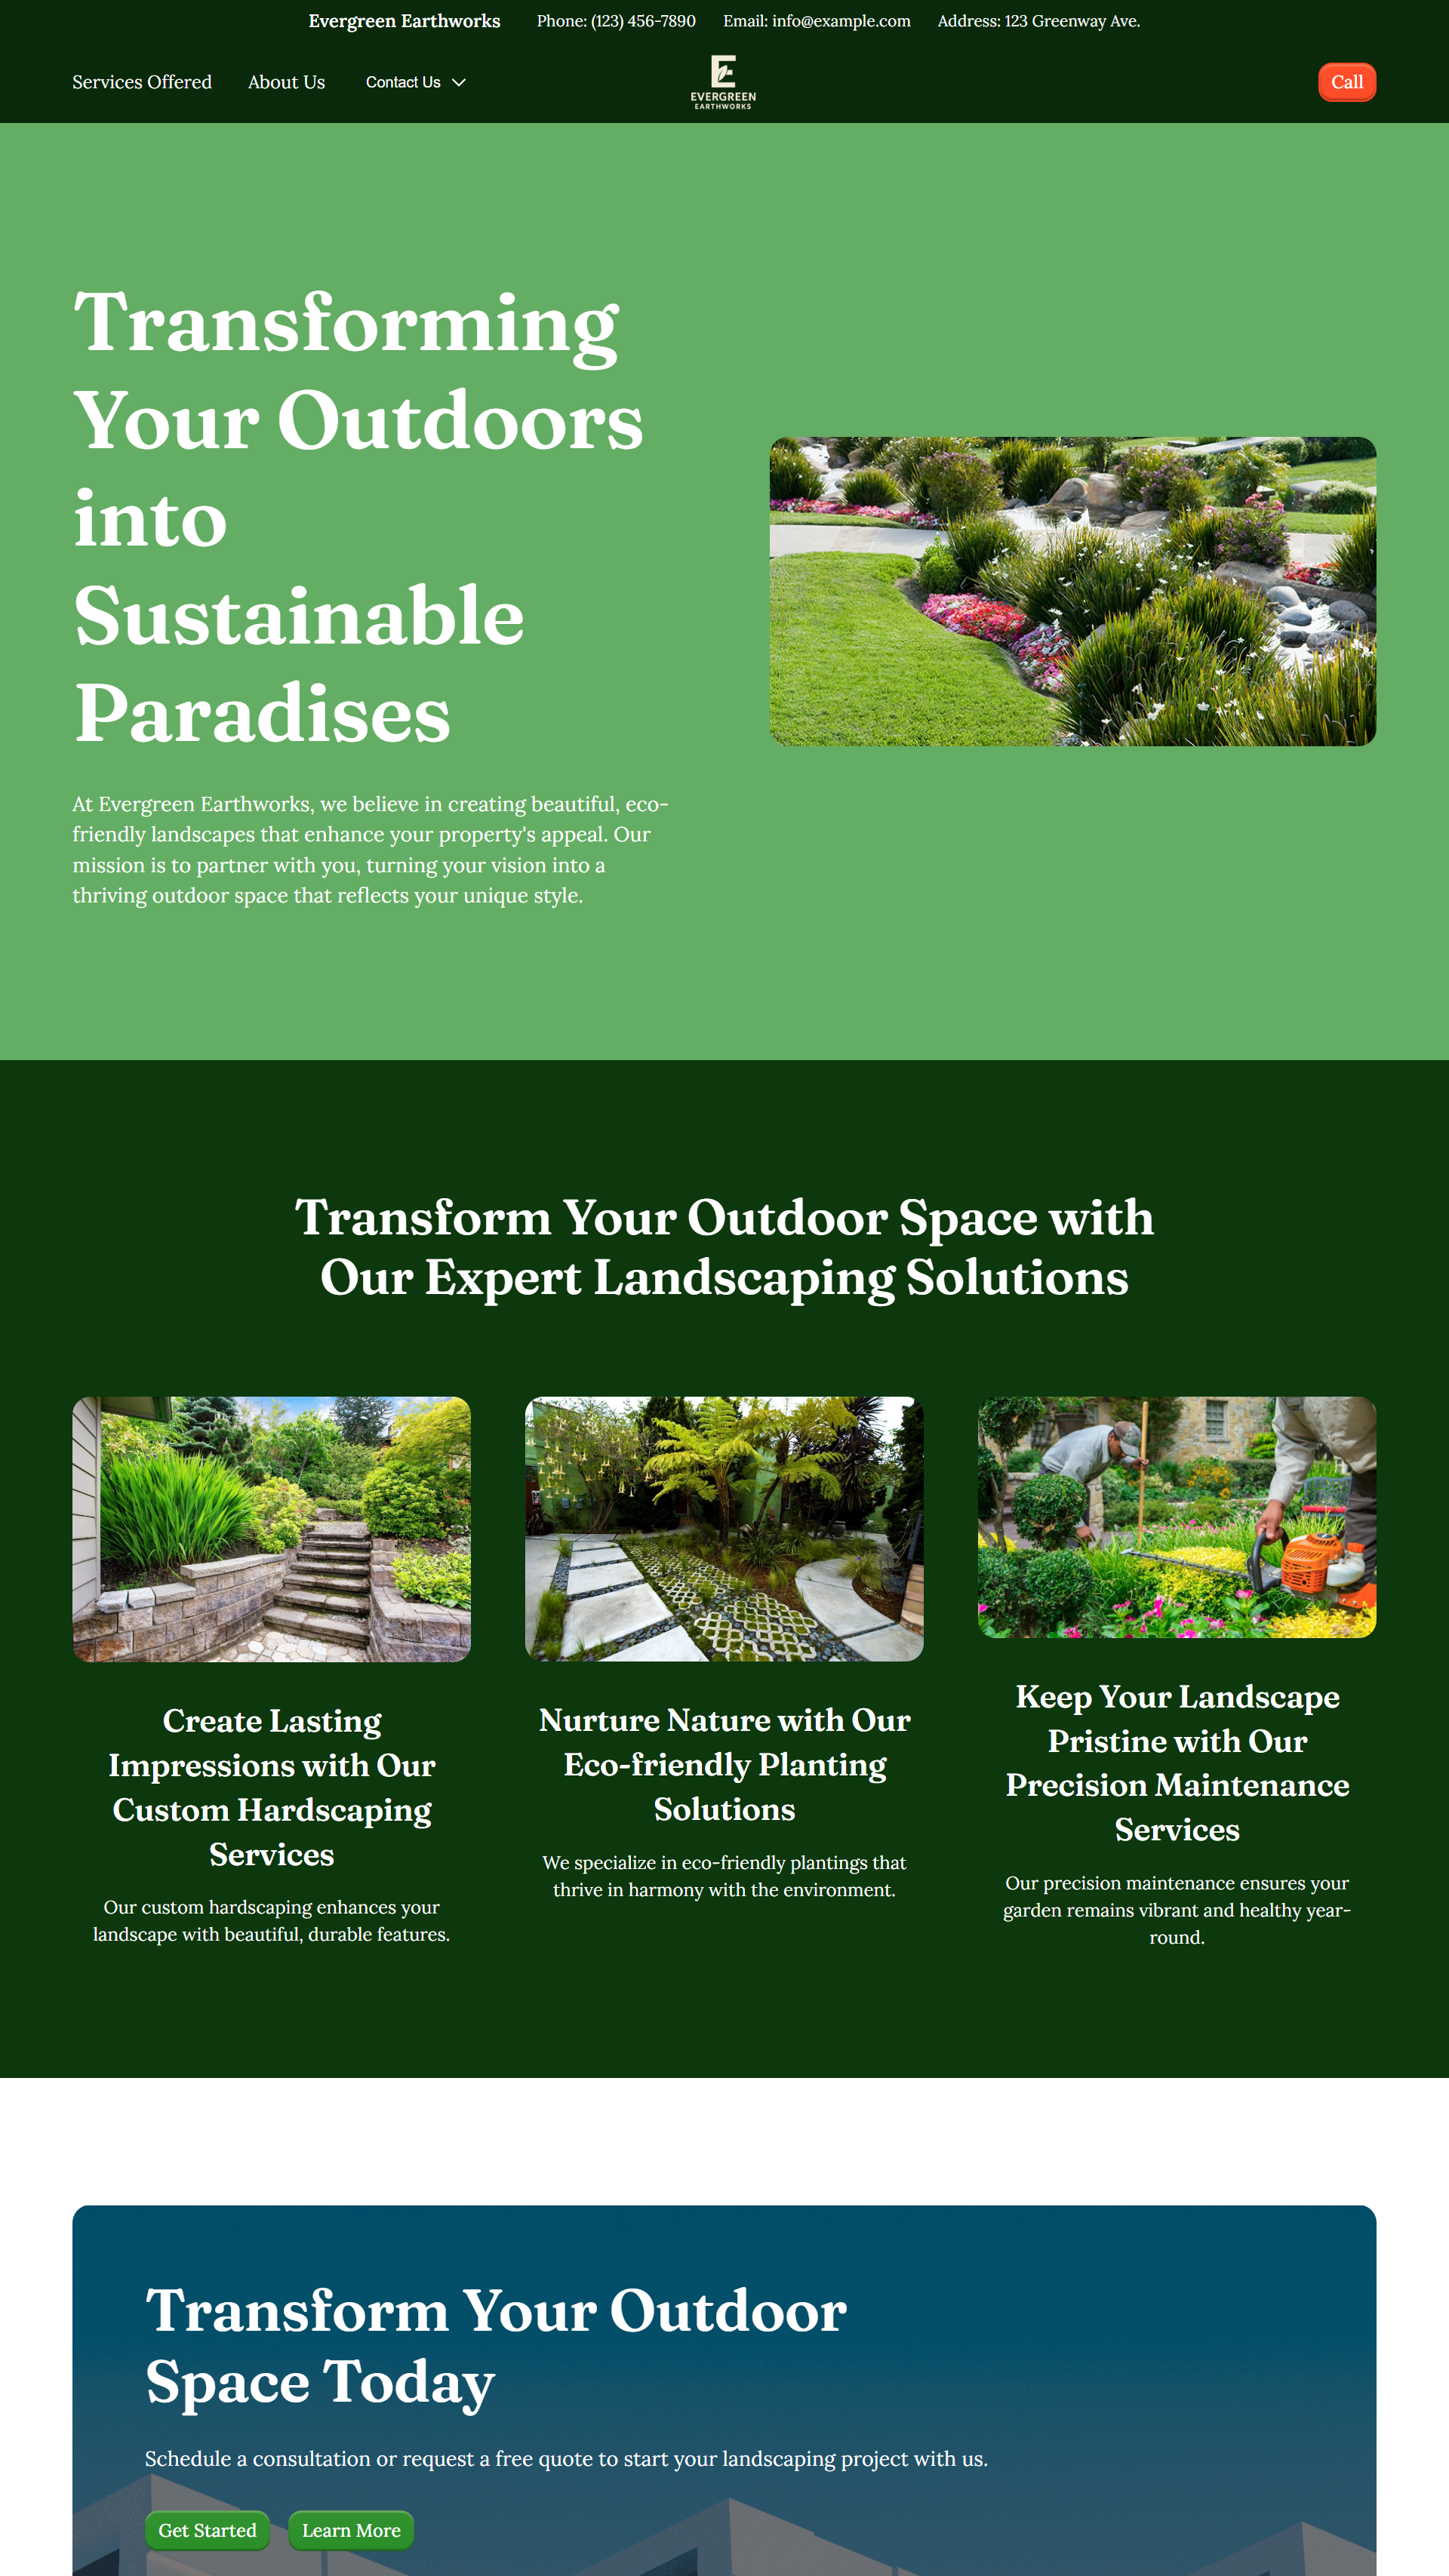 Evergreen Earthworks Phone: (123) 456-7890 Email: info@example.com Address: 123 Greenway Ave.
Services Offered About Us Contact Us
EVERGREEN
EARTHWORKS
Call
Transforming
Your Outdoors
into
Sustainable
Paradises
At Evergreen Earthworks, we believe in creating beautiful, eco-
friendly landscapes that enhance your property's appeal. Our
mission is to partner with you, turning your vision into a
thriving outdoor space that reflects your unique style.
Transform Your Outdoor Space with
Our Expert Landscaping Solutions
Create Lasting
Impressions with Our
Custom Hardscaping
Services
Our custom hardscaping enhances your
landscape with beautiful, durable features.
Nurture Nature with Our
Eco-friendly Planting
Solutions
We specialize in eco-friendly plantings that
thrive in harmony with the environment.
Keep Your Landscape
Pristine with Our
Precision Maintenance
Services
Our precision maintenance ensures your
garden remains vibrant and healthy year-
round.
Transform Your Outdoor
Space Today
Schedule a consultation or request a free quote to start your landscaping project with us.
Get Started Learn More